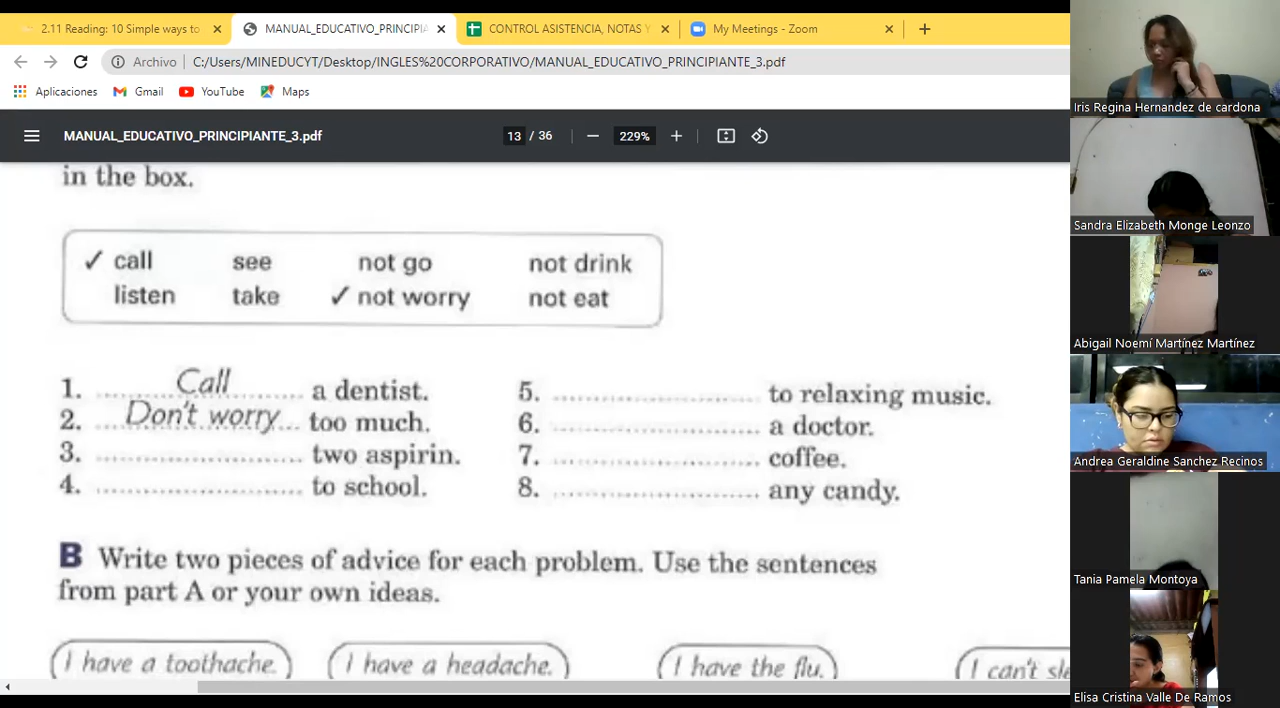 2.11 Reading: 10 Simple ways to
MANUAL_EDUCATIVO_PRINCIPIA
CONTROL ASISTENCIA, NOTAS Y
My Meetings - Zoom
Archivo
C:/Users/MINEDUCYT/Desktop/INGLES%20CORPORATIVO/MANUAL_EDUCATIVO_PRINCIPIANTE_3.pdf
Aplicaciones
Gmail
YouTube
Maps
MANUAL_EDUCATIVO_PRINCIPIANTE_3.pdf
13 / 36
229%
in the box.
✓ call see not go not drink
listen take ✓ not worry not eat
1. Call a dentist.
2. Don't worry too much.
3. two aspirin.
4. to school.
5. to relaxing music.
6. a doctor.
7. coffee.
8. any candy.
B Write two pieces of advice for each problem. Use the sentences
from part A or your own ideas.
I have a toothache.
I have a headache.
I have the flu.
I can't sle
Iris Regina Hernandez de cardona
Sandra Elizabeth Monge Leonzo
Abigail Noemí Martínez Martínez
Andrea Geraldine Sanchez Recinos
Tania Pamela Montoya
Elisa Cristina Valle De Ramos